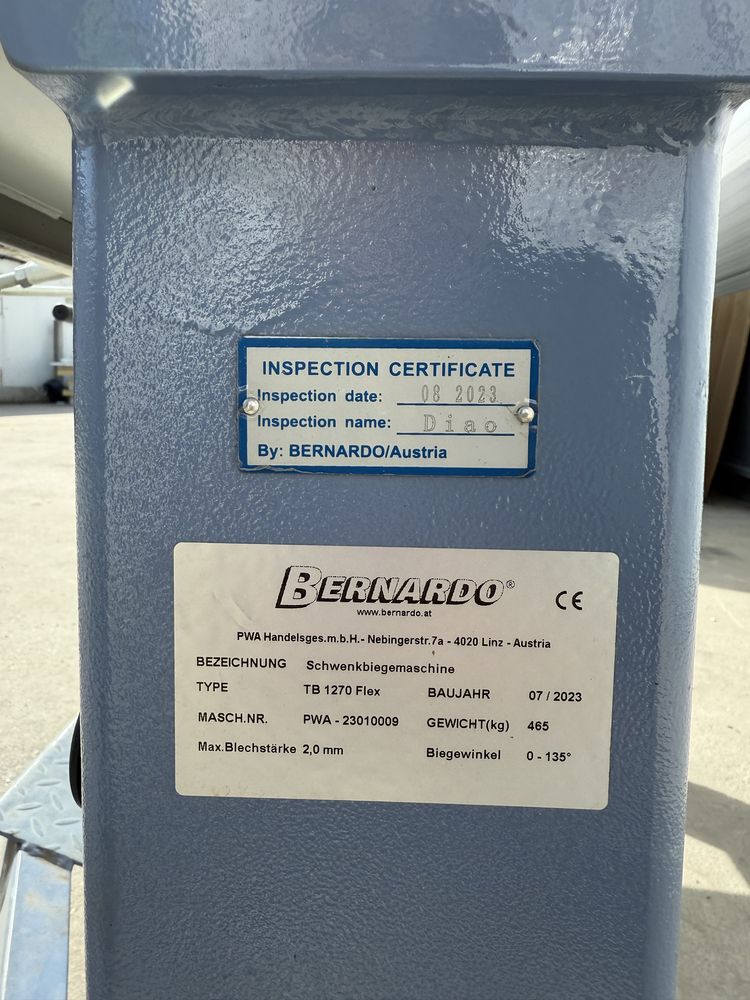 INSPECTION CERTIFICATE
Inspection date: 08 2023
Inspection name: Diao
By: BERNARDO/Austria
BERNARDO®
www.bernardo.at
CE
PWA Handelsges.m.b.H.- Nebingerstr.7a - 4020 Linz - Austria
BEZEICHNUNG Schwenkbiegemaschine
TYPE TB 1270 Flex BAUJAHR 07 / 2023
MASCH.NR. PWA - 23010009 GEWICHT(kg) 465
Max.Blechstärke 2,0 mm Biegewinkel 0 - 135°